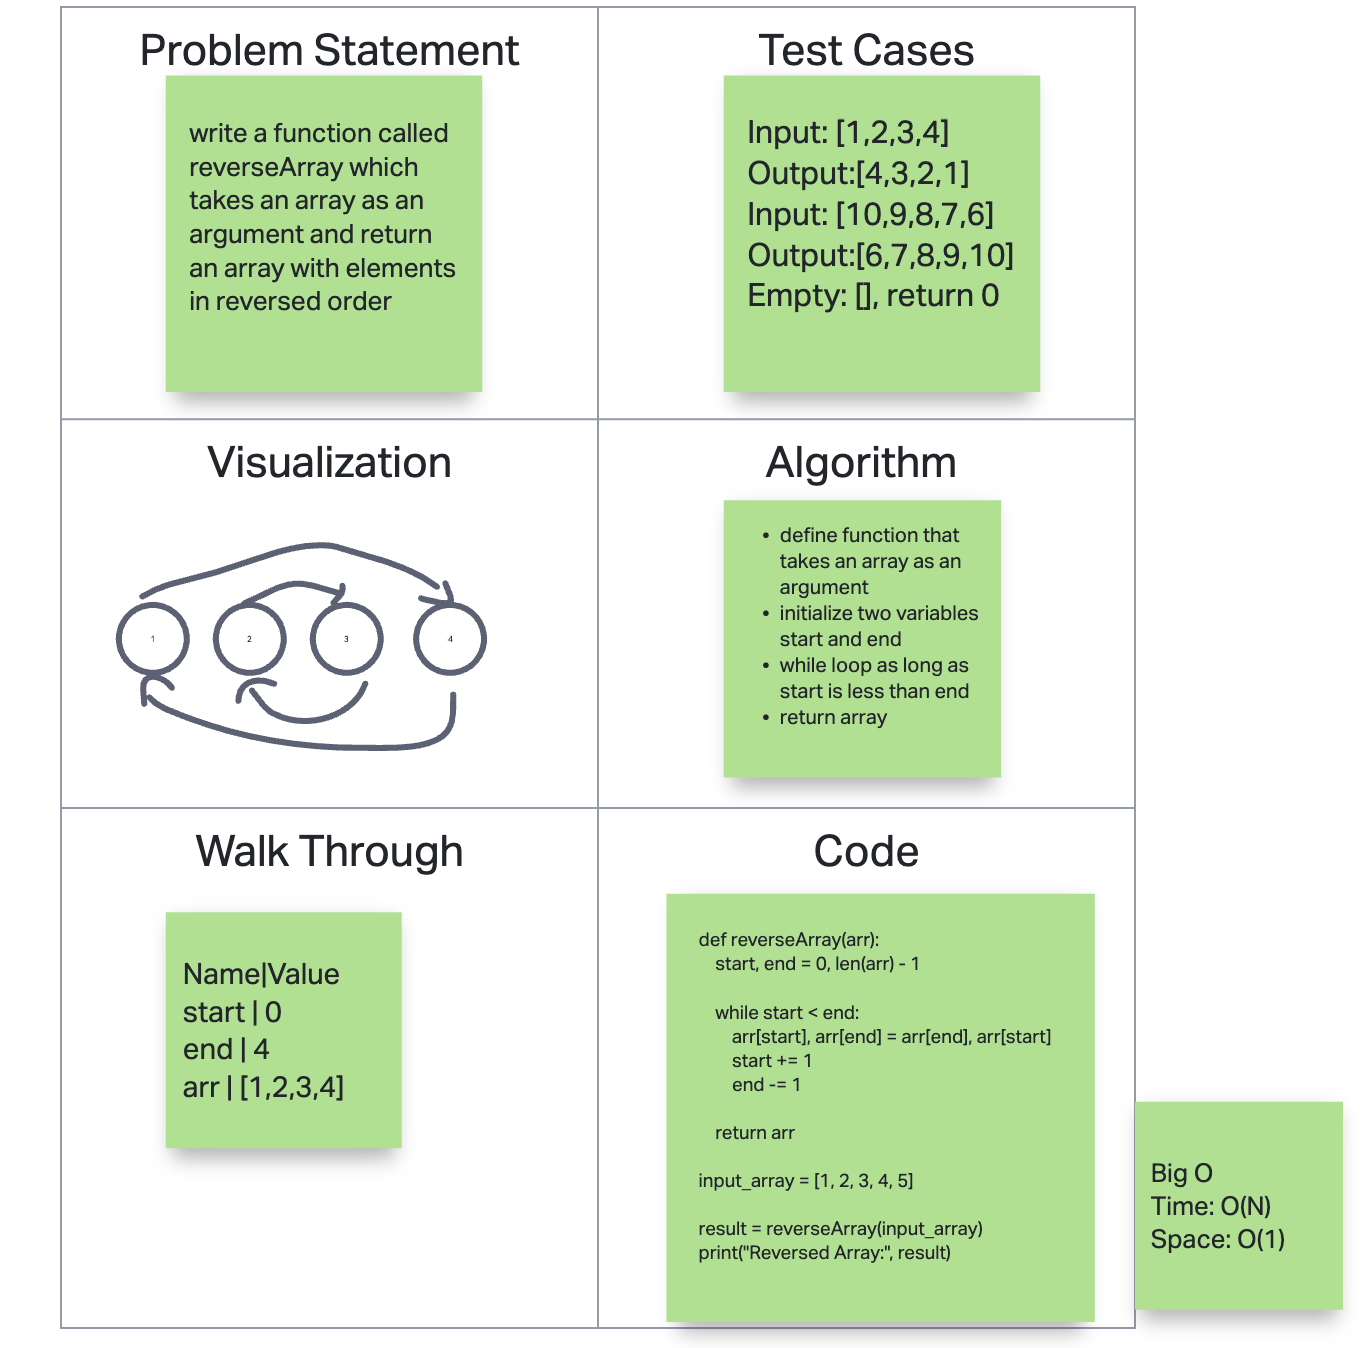 Problem Statement
write a function called
reverseArray which
takes an array as an
argument and return
an array with elements
in reversed order
Test Cases
Input: [1,2,3,4]
Output:[4,3,2,1]
Input: [10,9,8,7,6]
Output:[6,7,8,9,10]
Empty: [], return 0
Visualization
1
2
3
4
Algorithm
• define function that
takes an array as an
argument
• initialize two variables
start and end
• while loop as long as
start is less than end
• return array
Walk Through
Name|Value
start | 0
end | 4
arr | [1,2,3,4]
Code
def reverseArray(arr):
start, end = 0, len(arr) - 1
while start < end:
arr[start], arr[end] = arr[end], arr[start]
start += 1
end -= 1
return arr
input_array = [1, 2, 3, 4, 5]
result = reverseArray(input_array)
print("Reversed Array:", result)
Big O
Time: O(N)
Space: O(1)